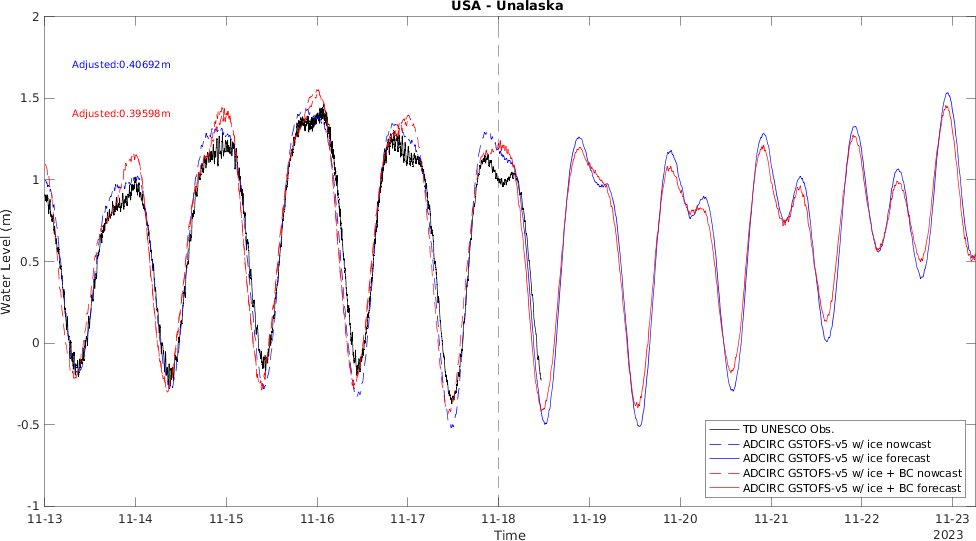 USA - Unalaska
Adjusted:0.40692m
Adjusted:0.39598m
Water Level (m)
2
1.5
1
0.5
0
-0.5
-1
11-13 11-14 11-15 11-16 11-17 11-18 11-19 11-20 11-21 11-22 11-23
2023
Time
TD UNESCO Obs.
ADCIRC GSTOFS-v5 w/ ice nowcast
ADCIRC GSTOFS-v5 w/ ice forecast
ADCIRC GSTOFS-v5 w/ ice + BC nowcast
ADCIRC GSTOFS-v5 w/ ice + BC forecast